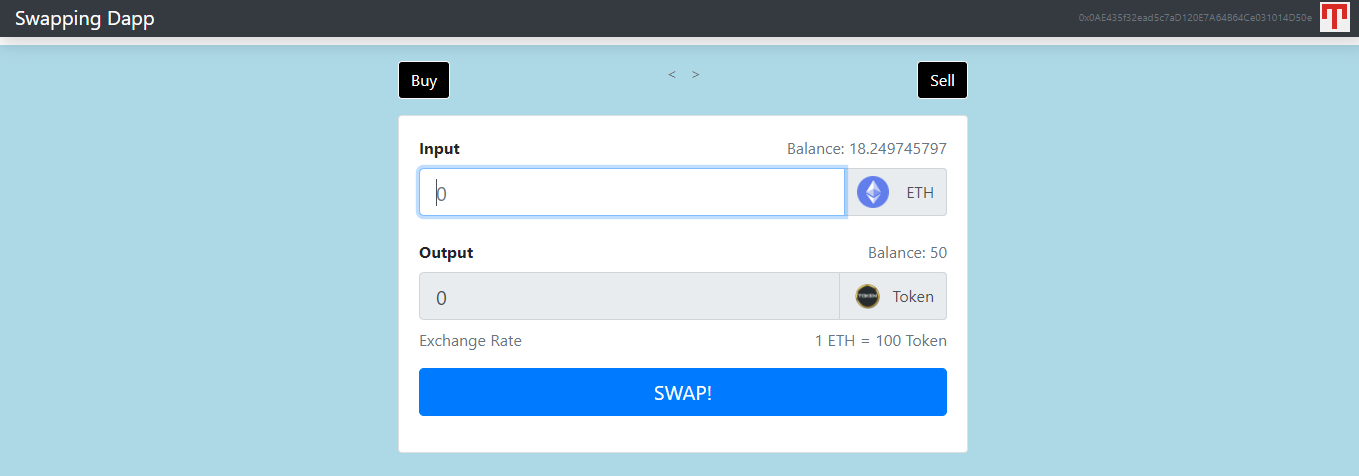 Swapping Dapp
0x0AE435f32ead5c7aD120E7A64B64Ce031014D50e
Buy < > Sell
Input Balance: 18.249745797
0 ETH
Output Balance: 50
0 Token
Exchange Rate 1 ETH = 100 Token
SWAP!